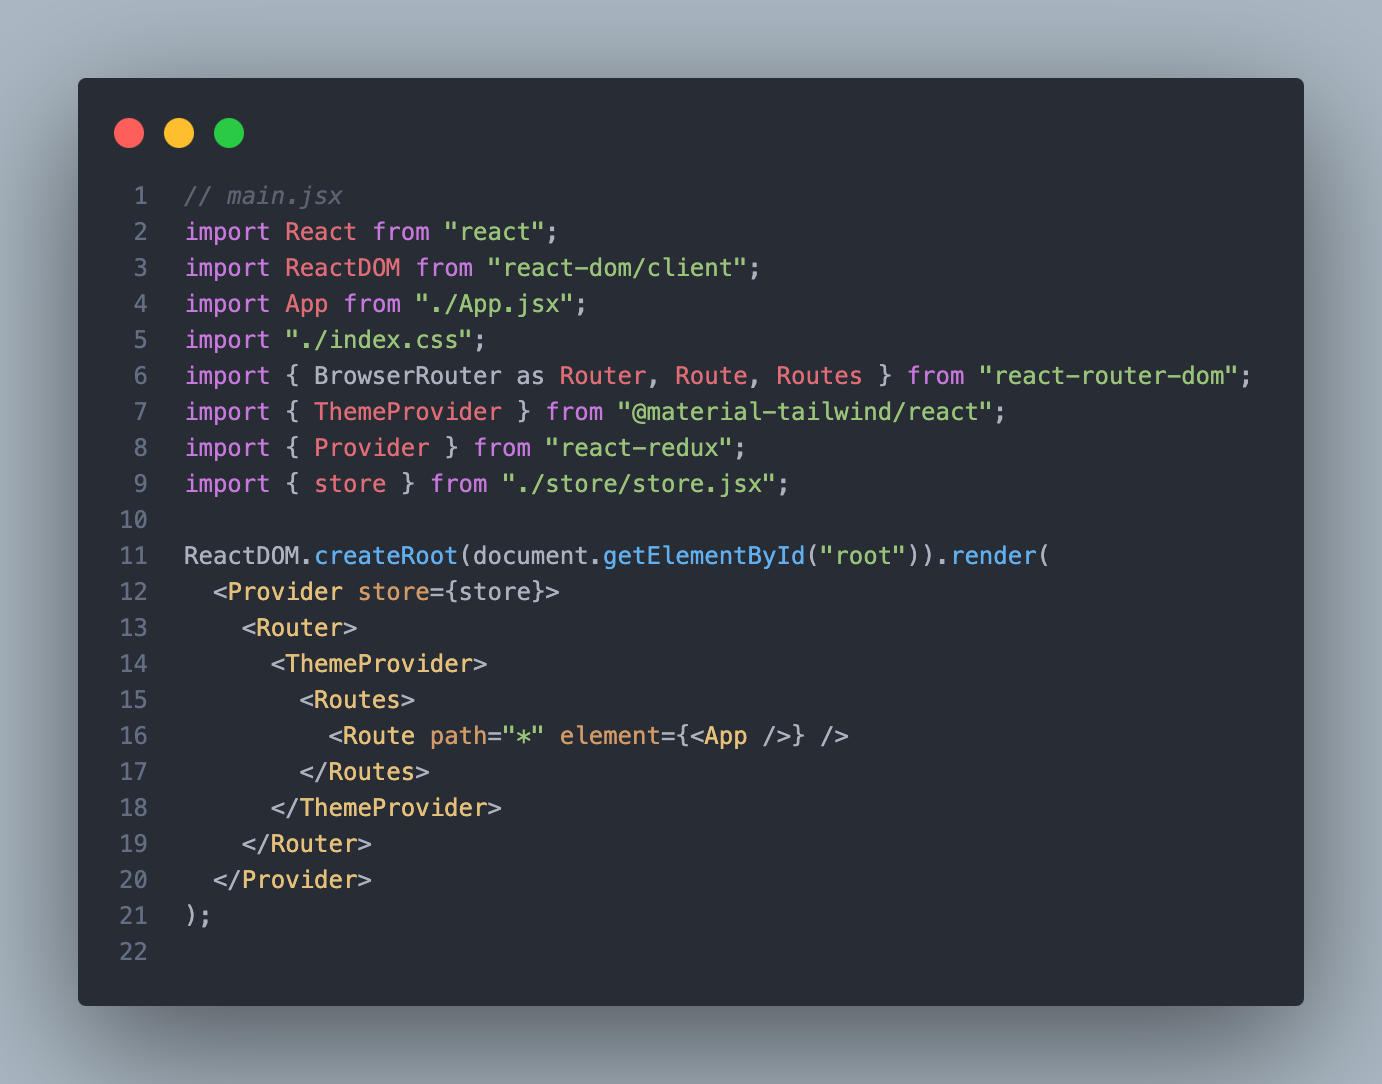 1 // main.jsx
2 import React from "react";
3 import ReactDOM from "react-dom/client";
4 import App from "./App.jsx";
5 import "./index.css";
6 import { BrowserRouter as Router, Route, Routes } from "react-router-dom";
7 import { ThemeProvider } from "@material-tailwind/react";
8 import { Provider } from "react-redux";
9 import { store } from "./store/store.jsx";
10
11 ReactDOM.createRoot(document.getElementById("root")).render(
12   <Provider store={store}>
13     <Router>
14       <ThemeProvider>
15         <Routes>
16           <Route path="*" element={<App />} />
17         </Routes>
18       </ThemeProvider>
19     </Router>
20   </Provider>
21 );
22